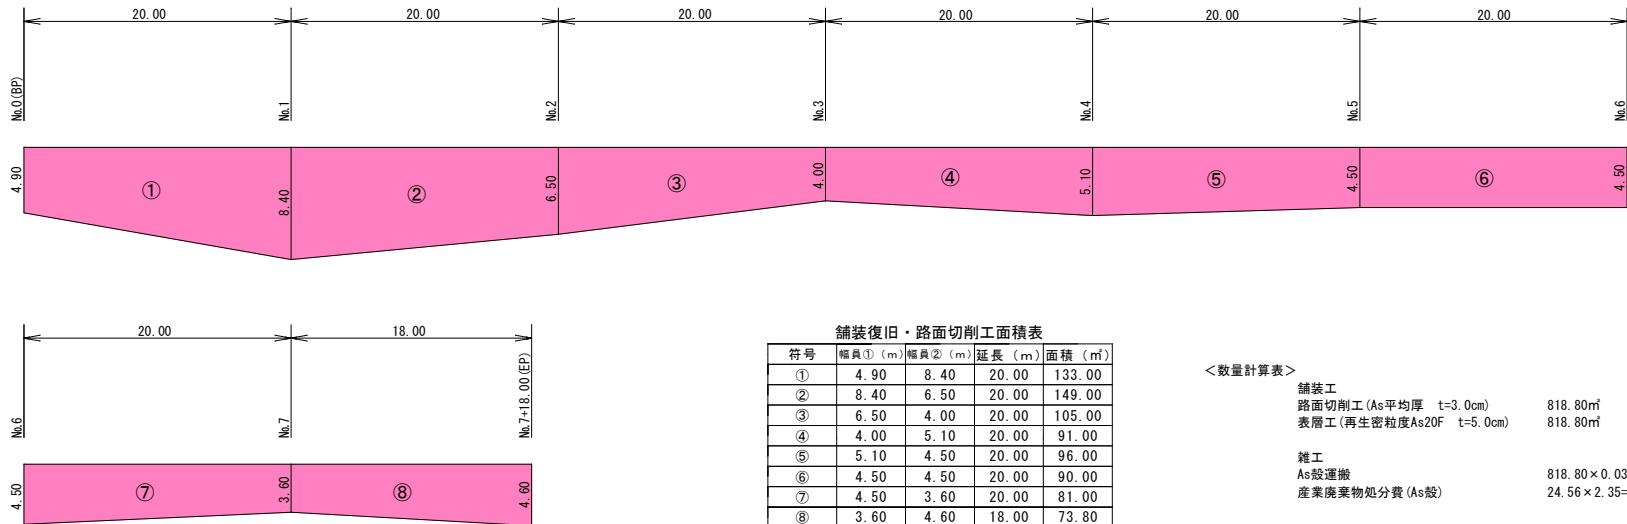 20.00 20.00 20.00 20.00 20.00 20.00
No.0(BP) No.1 No.2 No.3 No.4 No.5 No.6
4.90 ① 8.40 ② 6.50 ③ 4.00 ④ 5.10 ⑤ 4.50 ⑥ 4.50
20.00 18.00
No.6 No.7 No.7+18.00(EP)
4.50 ⑦ 3.60 ⑧ 4.60
舗装復旧・路面切削工面積表
符号 幅員①(m) 幅員②(m) 延長(m) 面積(㎡)
① 4.90 8.40 20.00 133.00
② 8.40 6.50 20.00 149.00
③ 6.50 4.00 20.00 105.00
④ 4.00 5.10 20.00 91.00
⑤ 5.10 4.50 20.00 96.00
⑥ 4.50 4.50 20.00 90.00
⑦ 4.50 3.60 20.00 81.00
⑧ 3.60 4.60 18.00 73.80
<数量計算表>
舗装工
路面切削工(As平均厚 t=3.0cm) 818.80㎡
表層工(再生密粒度As20F t=5.0cm) 818.80㎡
雑工
As殻運搬 818.80×0.03
産業廃棄物処分費(As殻) 24.56×2.35=